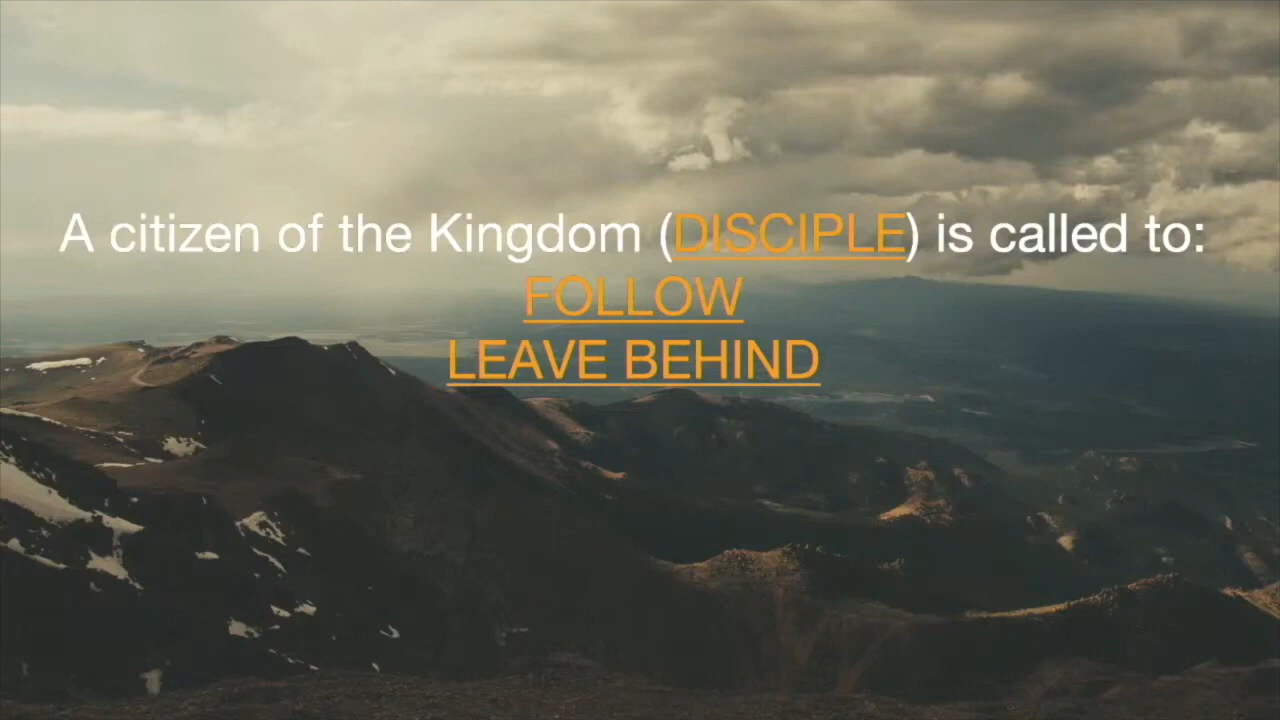 A citizen of the Kingdom (DISCIPLE) is called to:
FOLLOW
LEAVE BEHIND